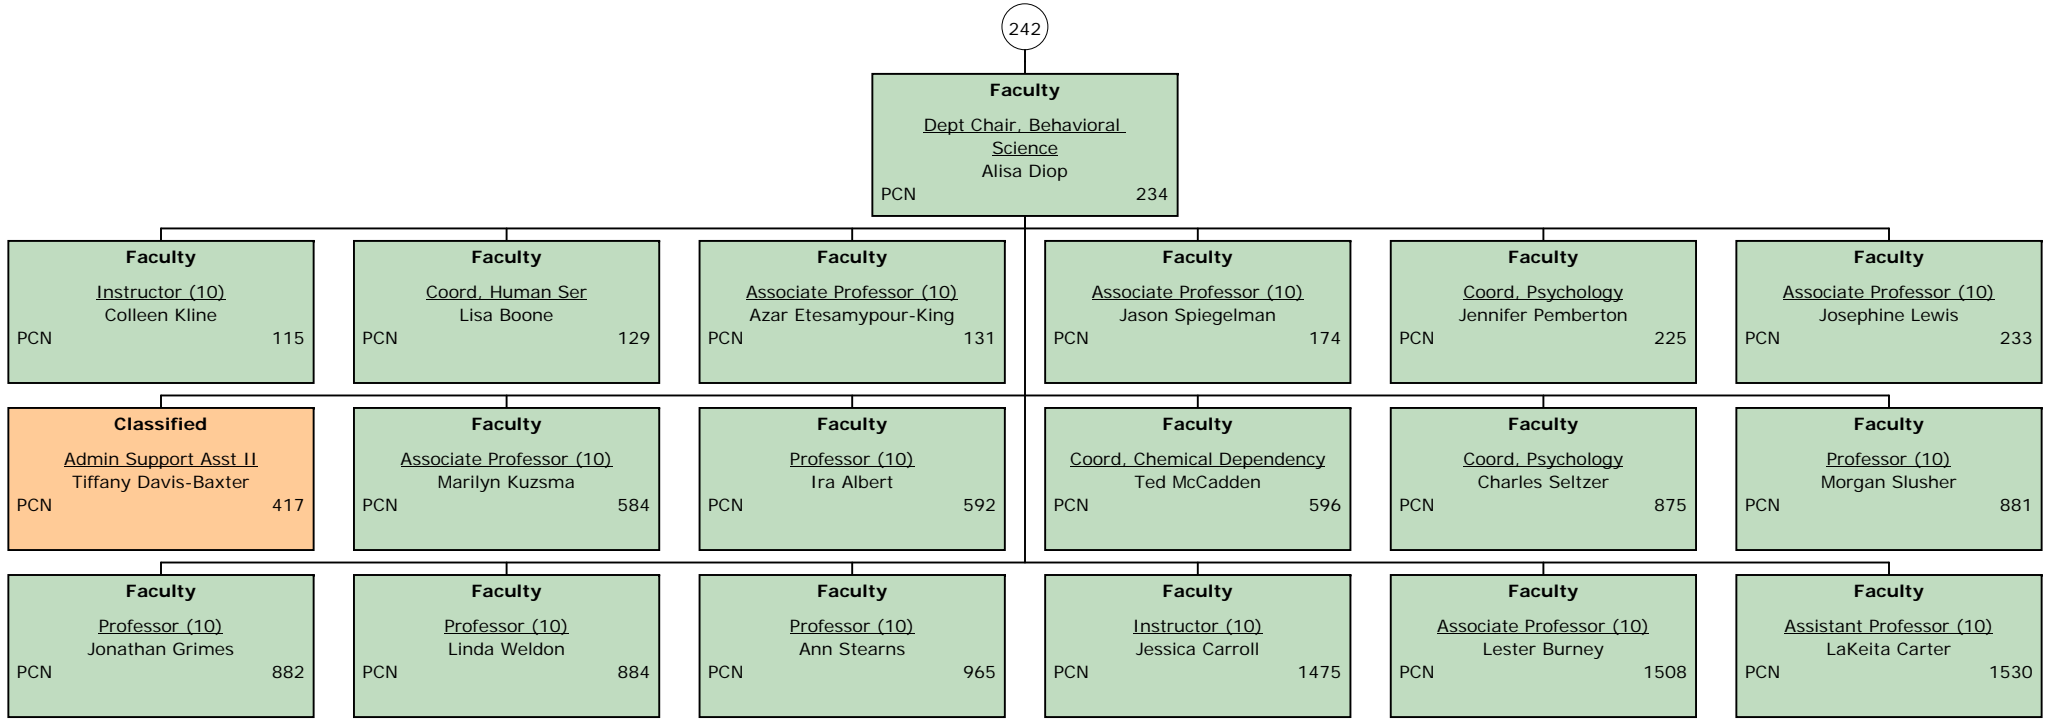 242
Faculty
Dept Chair, Behavioral
Science
Alisa Diop
PCN 234
Faculty
Instructor (10)
Colleen Kline
PCN 115
Faculty
Coord, Human Ser
Lisa Boone
PCN 129
Faculty
Associate Professor (10)
Azar Etesamypour-King
PCN 131
Faculty
Associate Professor (10)
Jason Spiegelman
PCN 174
Faculty
Coord, Psychology
Jennifer Pemberton
PCN 225
Faculty
Associate Professor (10)
Josephine Lewis
PCN 233
Classified
Admin Support Asst II
Tiffany Davis-Baxter
PCN 417
Faculty
Associate Professor (10)
Marilyn Kuzsma
PCN 584
Faculty
Professor (10)
Ira Albert
PCN 592
Faculty
Coord, Chemical Dependency
Ted McCadden
PCN 596
Faculty
Coord, Psychology
Charles Seltzer
PCN 875
Faculty
Professor (10)
Morgan Slusher
PCN 881
Faculty
Professor (10)
Jonathan Grimes
PCN 882
Faculty
Professor (10)
Linda Weldon
PCN 884
Faculty
Professor (10)
Ann Stearns
PCN 965
Faculty
Instructor (10)
Jessica Carroll
PCN 1475
Faculty
Associate Professor (10)
Lester Burney
PCN 1508
Faculty
Assistant Professor (10)
LaKeita Carter
PCN 1530